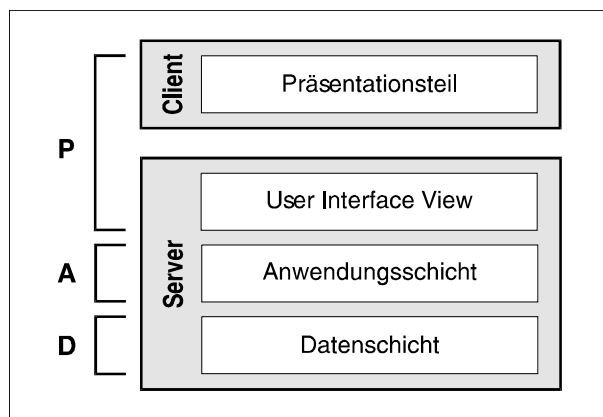 Client
Präsentationsteil
P
Server
User Interface View
A
Anwendungsschicht
D
Datenschicht